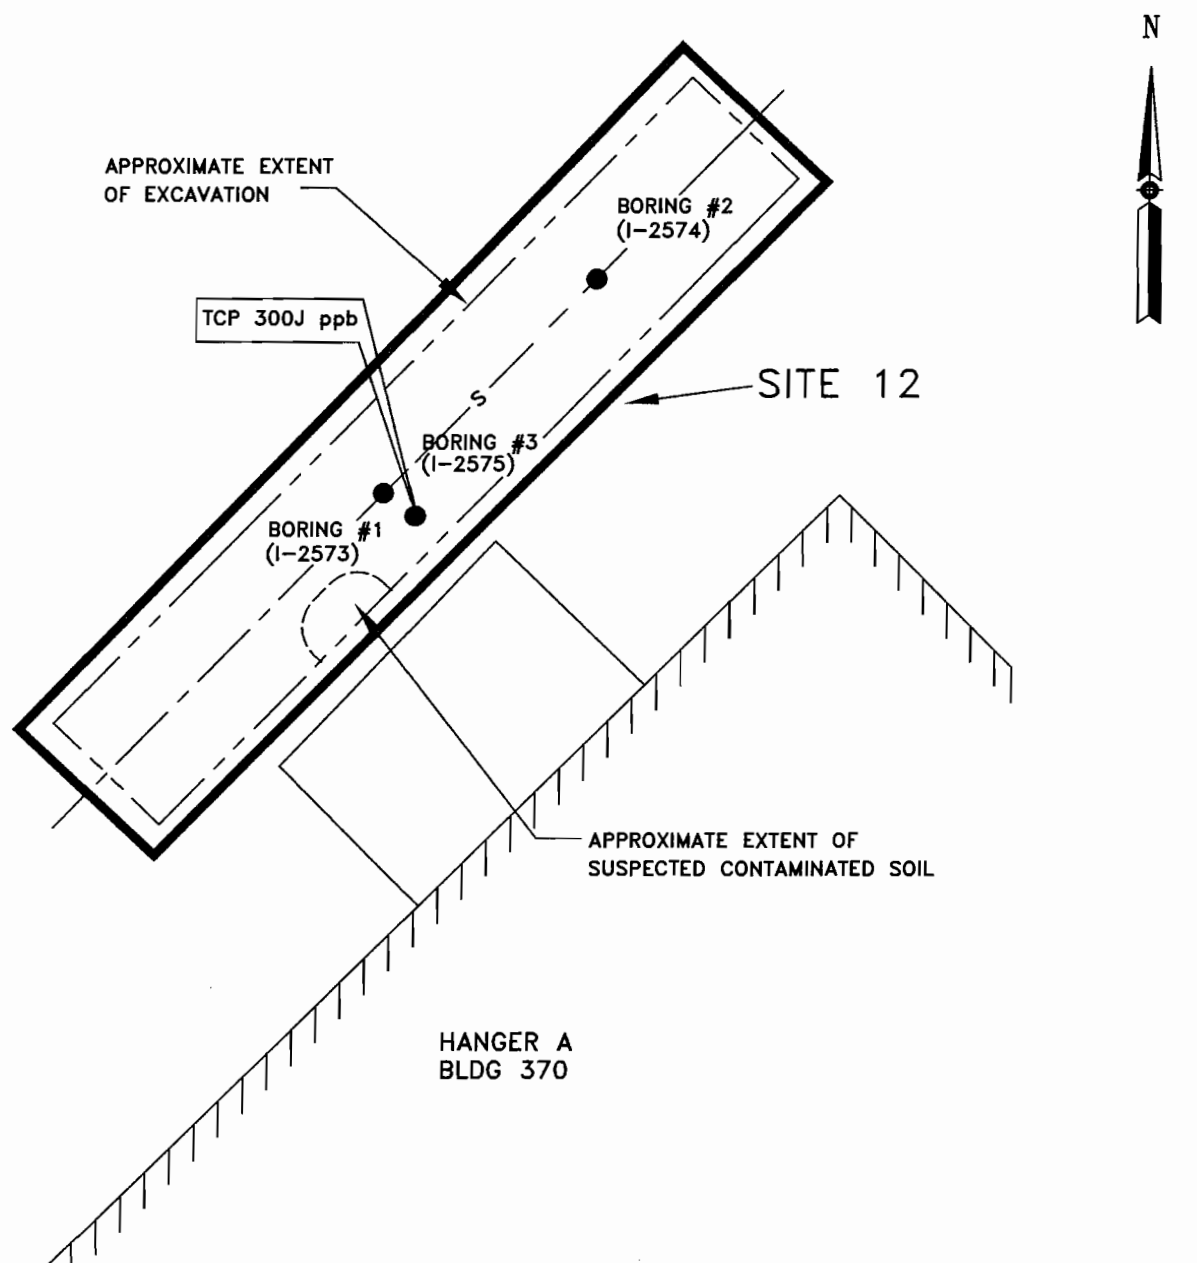 N
APPROXIMATE EXTENT
OF EXCAVATION
BORING #2
(I-2574)
TCP 300J ppb
SITE 12
S
BORING #3
(I-2575)
BORING #1
(I-2573)
APPROXIMATE EXTENT OF
SUSPECTED CONTAMINATED SOIL
HANGER A
BLDG 370